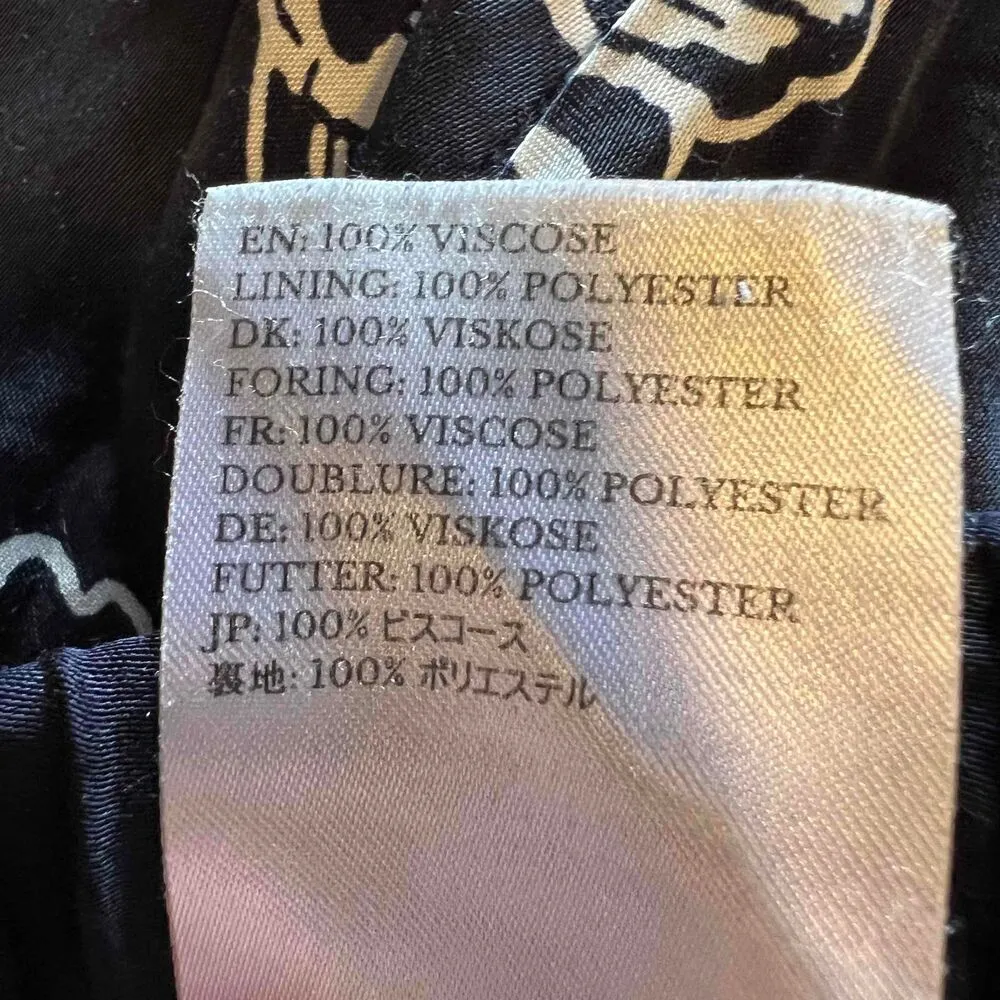 EN: 100% VISCOSE
LINING: 100% POLYESTER
DK: 100% VISKOSE
FORING: 100% POLYESTER
FR: 100% VISCOSE
DOUBLURE: 100% POLYESTER
DE: 100% VISKOSE
FUTTER: 100% POLYESTER
JP: 100% ビスコース
裏地: 100% ポリエステル